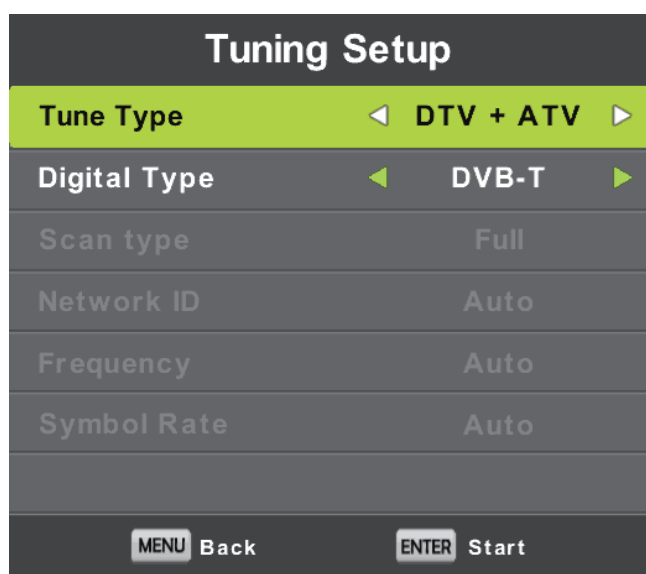 Tuning Setup
Tune Type DTV + ATV
Digital Type DVB-T
Scan type Full
Network ID Auto
Frequency Auto
Symbol Rate Auto
MENU Back ENTER Start